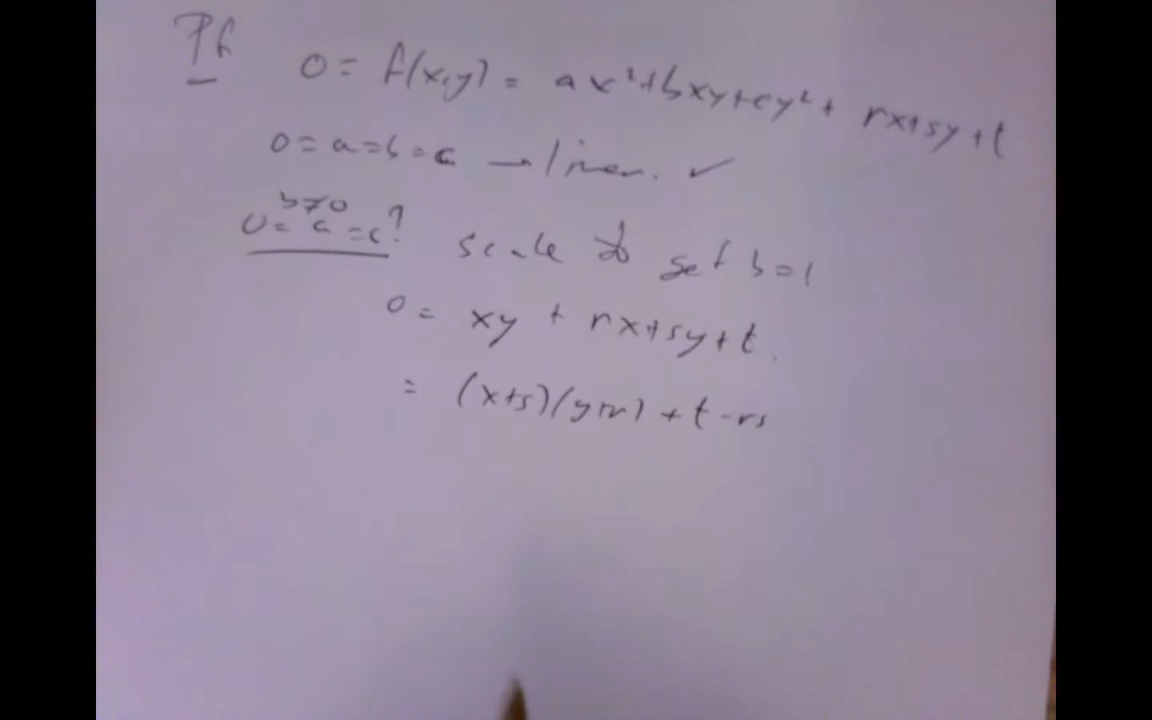 Pf
0 = f(x,y) = ax²+bxy+cy² + rx+sy+t
0=a=b=c → linear. ✓
b≠0
0=a=c? scale to set b=1
0 = xy + rx+sy+t.
= (x+s)(y+r) + t-rs